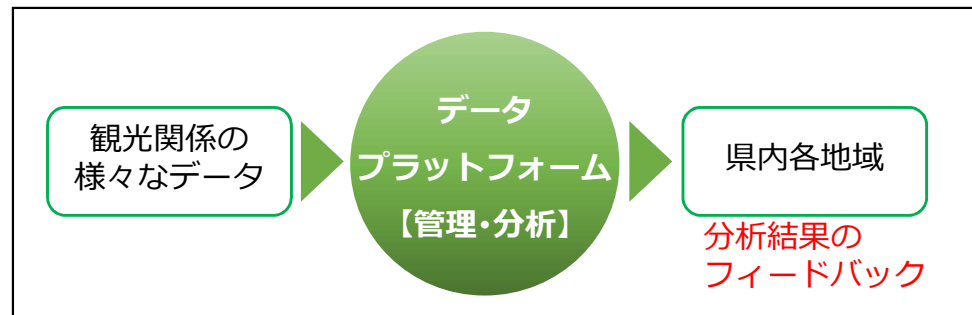 観光関係の
様々なデータ
データ
プラットフォーム
【管理・分析】
県内各地域
分析結果の
フィードバック